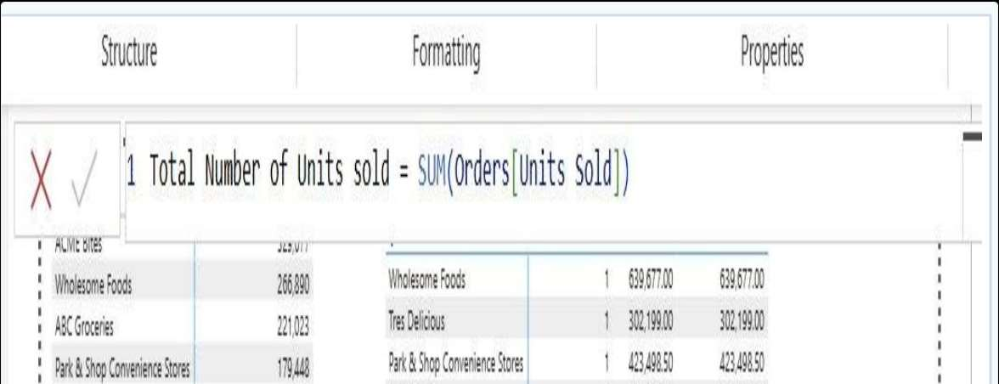 Structure Formatting Properties
1 Total Number of Units sold = SUM(Orders[Units Sold])
ACME Bites 329,077
Wholesome Foods 266,890
ABC Groceries 221,023
Park & Shop Convenience Stores 179,448
Wholesome Foods 1 639,677.00 639,677.00
Tres Delicious 1 302,199.00 302,199.00
Park & Shop Convenience Stores 1 423,498.50 423,498.50